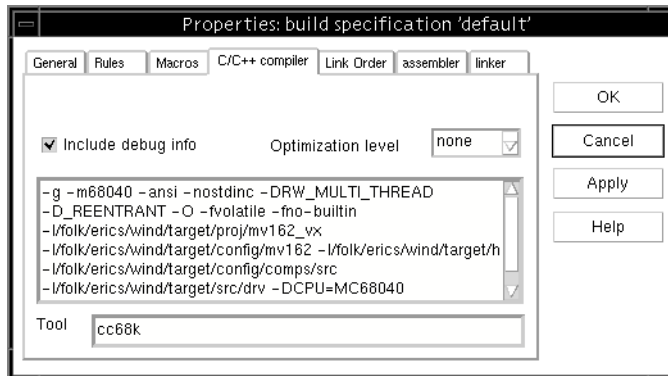 Properties: build specification 'default'
General Rules Macros C/C++ compiler Link Order assembler linker
OK
Include debug info Optimization level none
Cancel
-g -m68040 -ansi -nostdinc -DRW_MULTI_THREAD
-D_REENTRANT -O -fvolatile -fno-builtin
-I/folk/erics/wind/target/proj/mv162_vx
-I/folk/erics/wind/target/config/mv162 -I/folk/erics/wind/target/h
-I/folk/erics/wind/target/config/comps/src
-I/folk/erics/wind/target/src/drv -DCPU=MC68040
Apply
Help
Tool cc68k